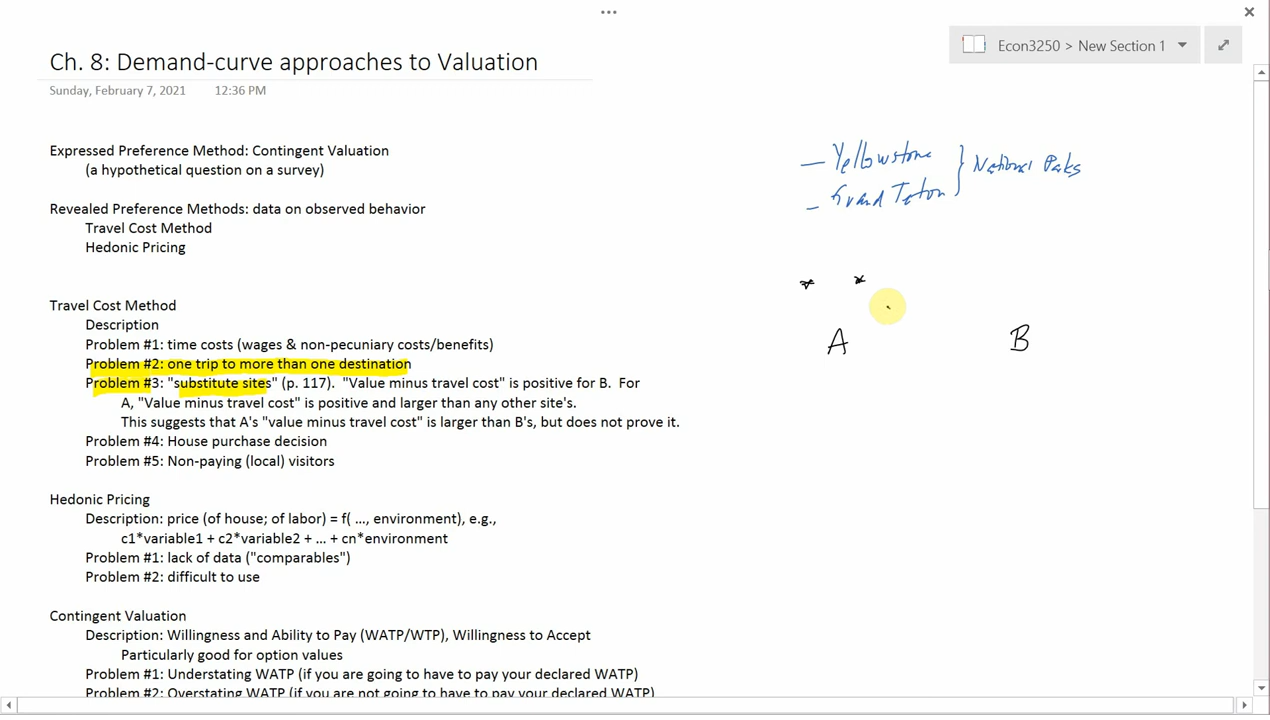 Econ3250 > New Section 1
Ch. 8: Demand-curve approaches to Valuation
Sunday, February 7, 2021 12:36 PM
Expressed Preference Method: Contingent Valuation
(a hypothetical question on a survey)
Revealed Preference Methods: data on observed behavior
Travel Cost Method
Hedonic Pricing
Travel Cost Method
Description
Problem #1: time costs (wages & non-pecuniary costs/benefits)
Problem #2: one trip to more than one destination
Problem #3: "substitute sites" (p. 117). "Value minus travel cost" is positive for B. For
A, "Value minus travel cost" is positive and larger than any other site's.
This suggests that A's "value minus travel cost" is larger than B's, but does not prove it.
Problem #4: House purchase decision
Problem #5: Non-paying (local) visitors
Hedonic Pricing
Description: price (of house; of labor) = f( ..., environment), e.g.,
c1*variable1 + c2*variable2 + ... + cn*environment
Problem #1: lack of data ("comparables")
Problem #2: difficult to use
Contingent Valuation
Description: Willingness and Ability to Pay (WATP/WTP), Willingness to Accept
Particularly good for option values
Problem #1: Understating WATP (if you are going to have to pay your declared WATP)
Problem #2: Overstating WATP (if you are not going to have to pay your declared WATP)
— Yellowstone
— Grand Teton
} National Parks
* *
A B